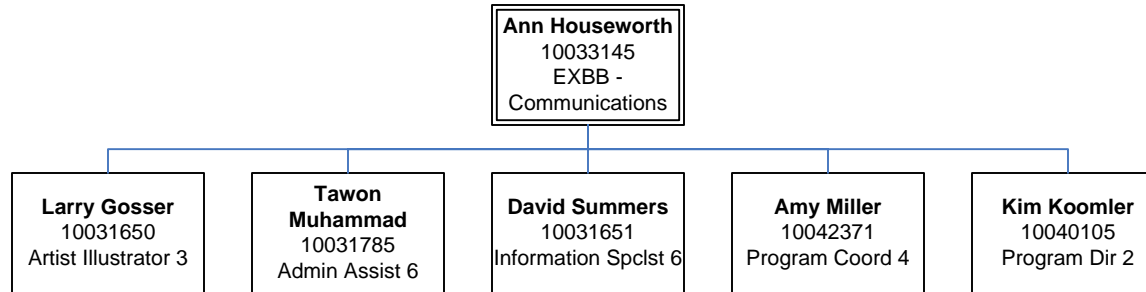 Ann Houseworth
10033145
EXBB -
Communications
Larry Gosser
10031650
Artist Illustrator 3
Tawon
Muhammad
10031785
Admin Assist 6
David Summers
10031651
Information Spclst 6
Amy Miller
10042371
Program Coord 4
Kim Koomler
10040105
Program Dir 2